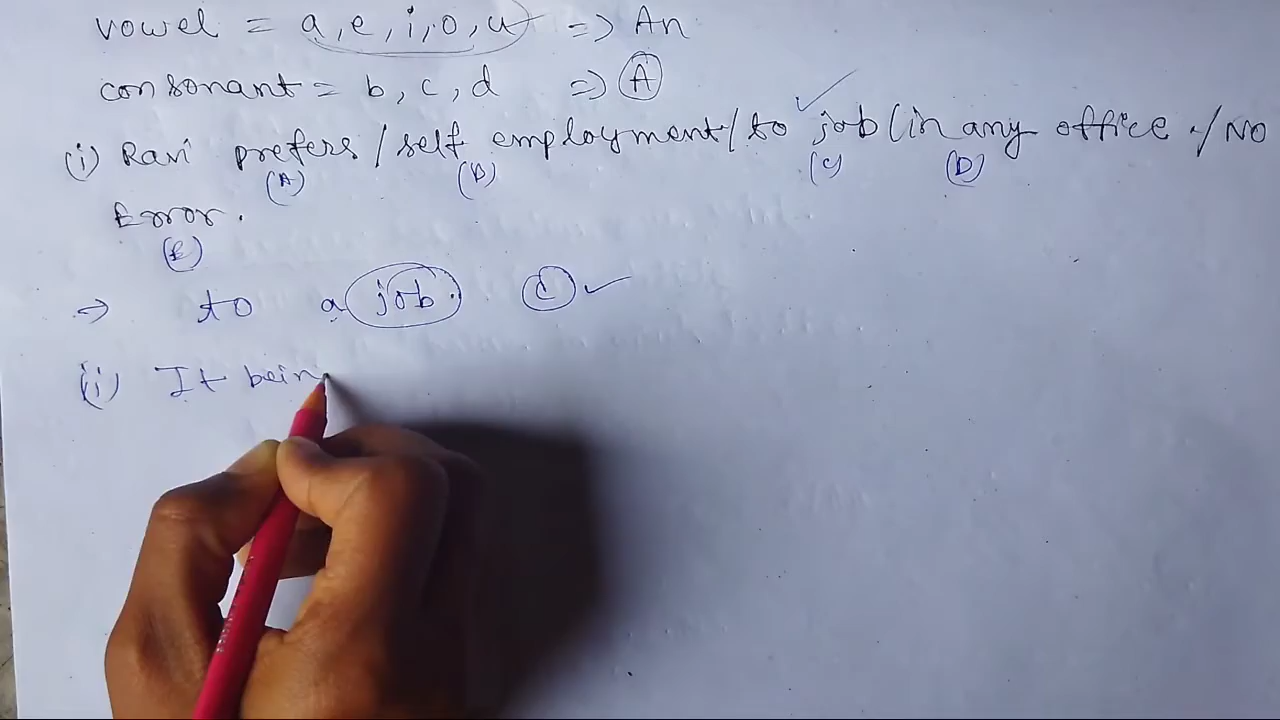 vowel = a, e, i, o, u => An
consonant = b, c, d => A
(i) Ravi prefers / self employment / to job (in any office . / No
(A) (B) (C) (D)
Error .
(E)
=> to a job. C
(ii) It bein